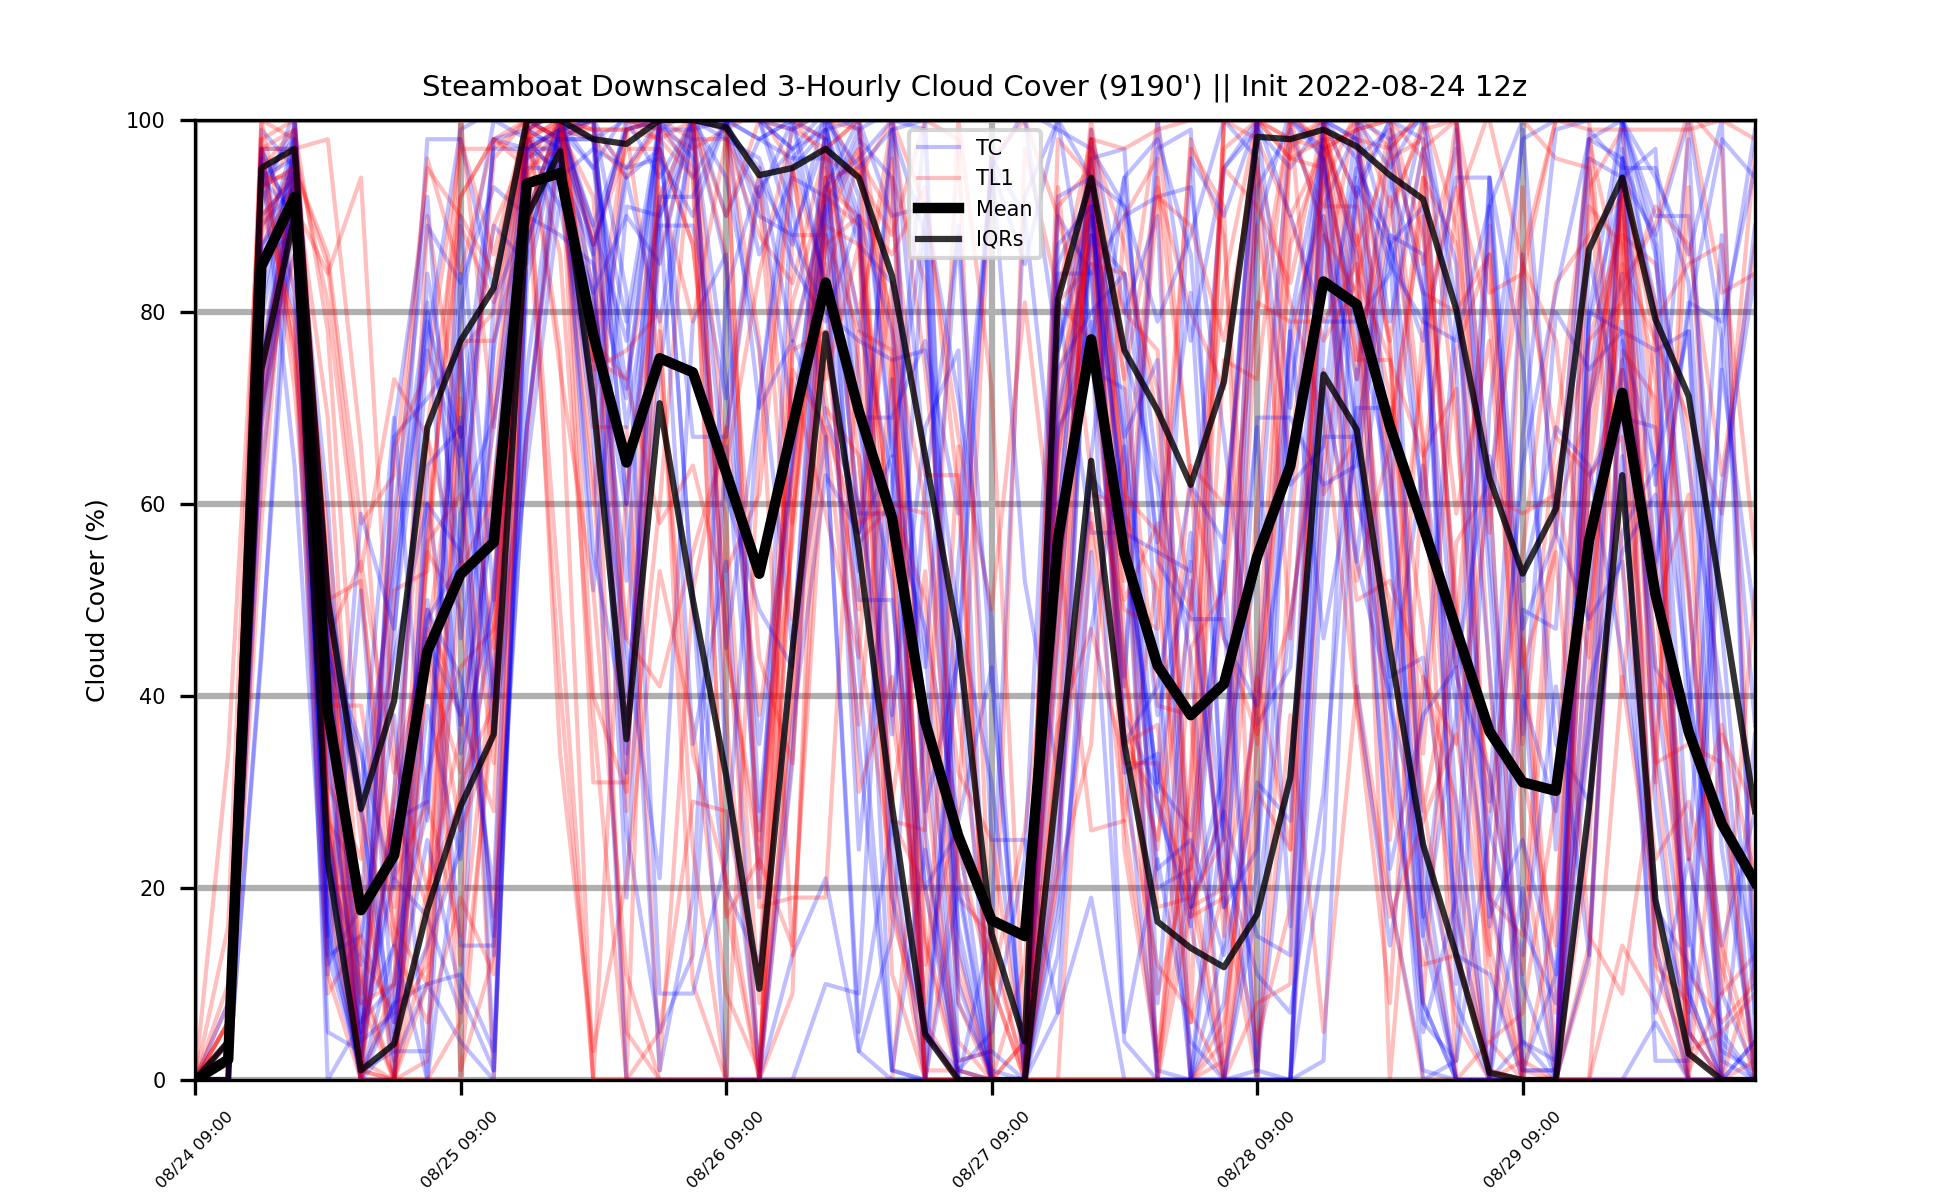 Steamboat Downscaled 3-Hourly Cloud Cover (9190') || Init 2022-08-24 12z
Cloud Cover (%)
100
80
60
40
20
0
TC
TL1
Mean
IQRs
08/24 09:00
08/25 09:00
08/26 09:00
08/27 09:00
08/28 09:00
08/29 09:00